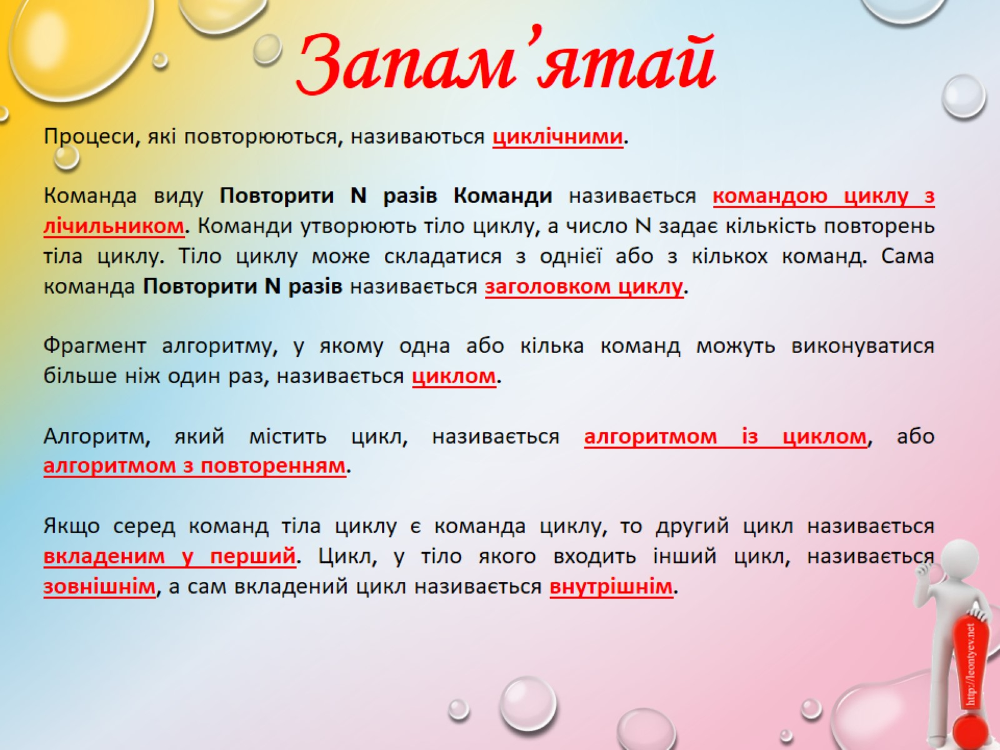 Запам’ятай
Процеси, які повторюються, називаються циклічними.
Команда виду Повторити N разів Команди називається командою циклу з
лічильником. Команди утворюють тіло циклу, а число N задає кількість повторень
тіла циклу. Тіло циклу може складатися з однієї або з кількох команд. Сама
команда Повторити N разів називається заголовком циклу.
Фрагмент алгоритму, у якому одна або кілька команд можуть виконуватися
більше ніж один раз, називається циклом.
Алгоритм, який містить цикл, називається алгоритмом із циклом, або
алгоритмом з повторенням.
Якщо серед команд тіла циклу є команда циклу, то другий цикл називається
вкладеним у перший. Цикл, у тіло якого входить інший цикл, називається
зовнішнім, а сам вкладений цикл називається внутрішнім.
http://leontyev.net